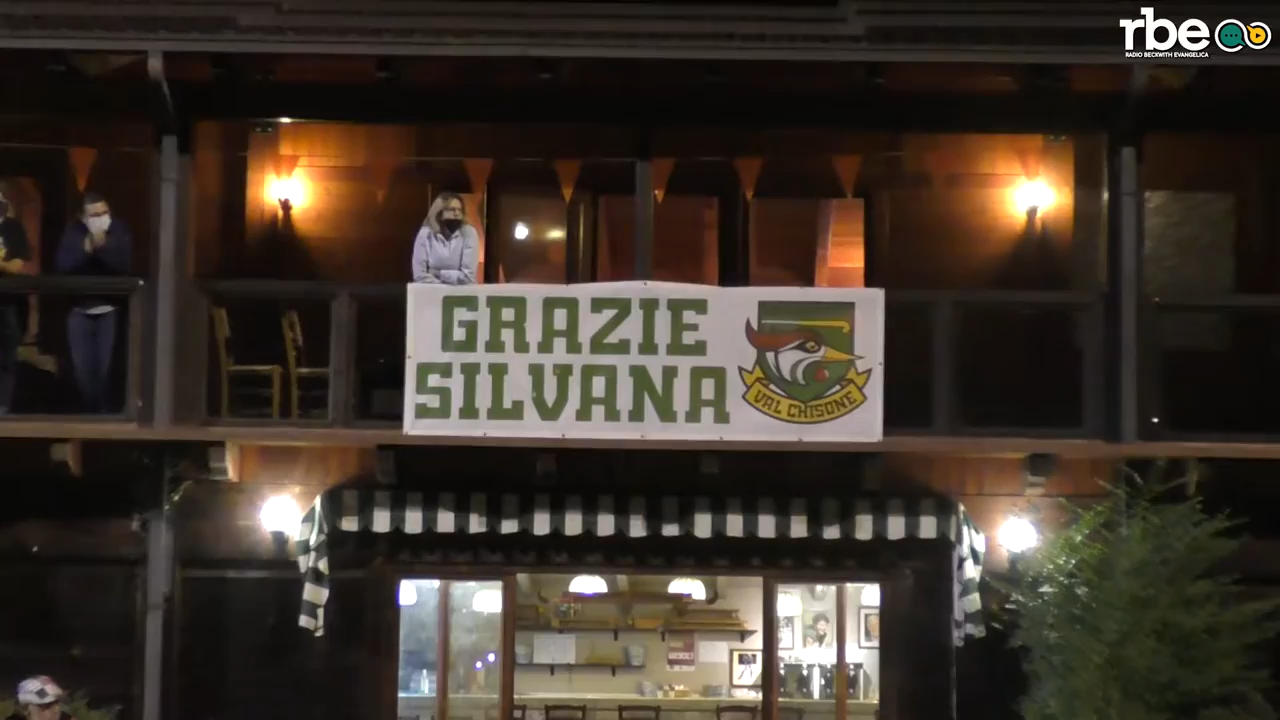 rbe
RADIO BECKWITH EVANGELICA
GRAZIE
SILVANA
VAL CHISONE